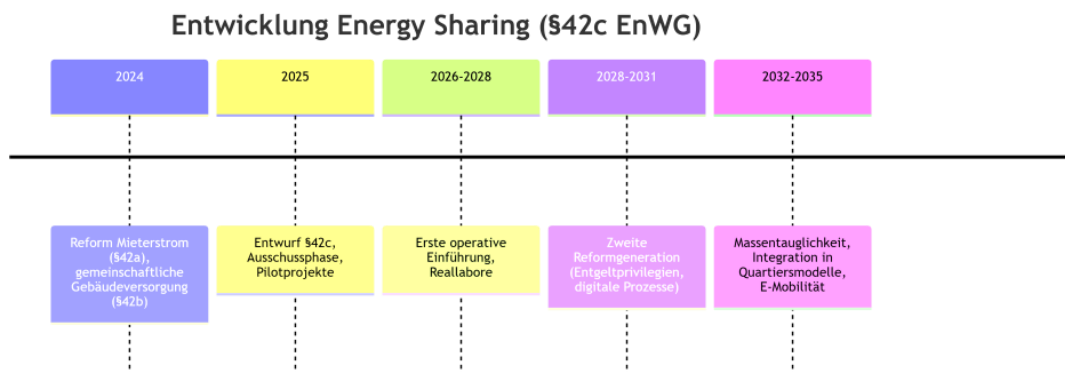 Entwicklung Energy Sharing (§42c EnWG)
2024
2025
2026-2028
2028-2031
2032-2035
Reform Mieterstrom
(§42a),
gemeinschaftliche
Gebäudeversorgung
(§42b)
Entwurf §42c,
Ausschussphase,
Pilotprojekte
Erste operative
Einführung,
Reallabore
Zweite
Reformgeneration
(Entgeltprivilegien,
digitale Prozesse)
Massentauglichkeit,
Integration in
Quartiersmodelle,
E-Mobilität